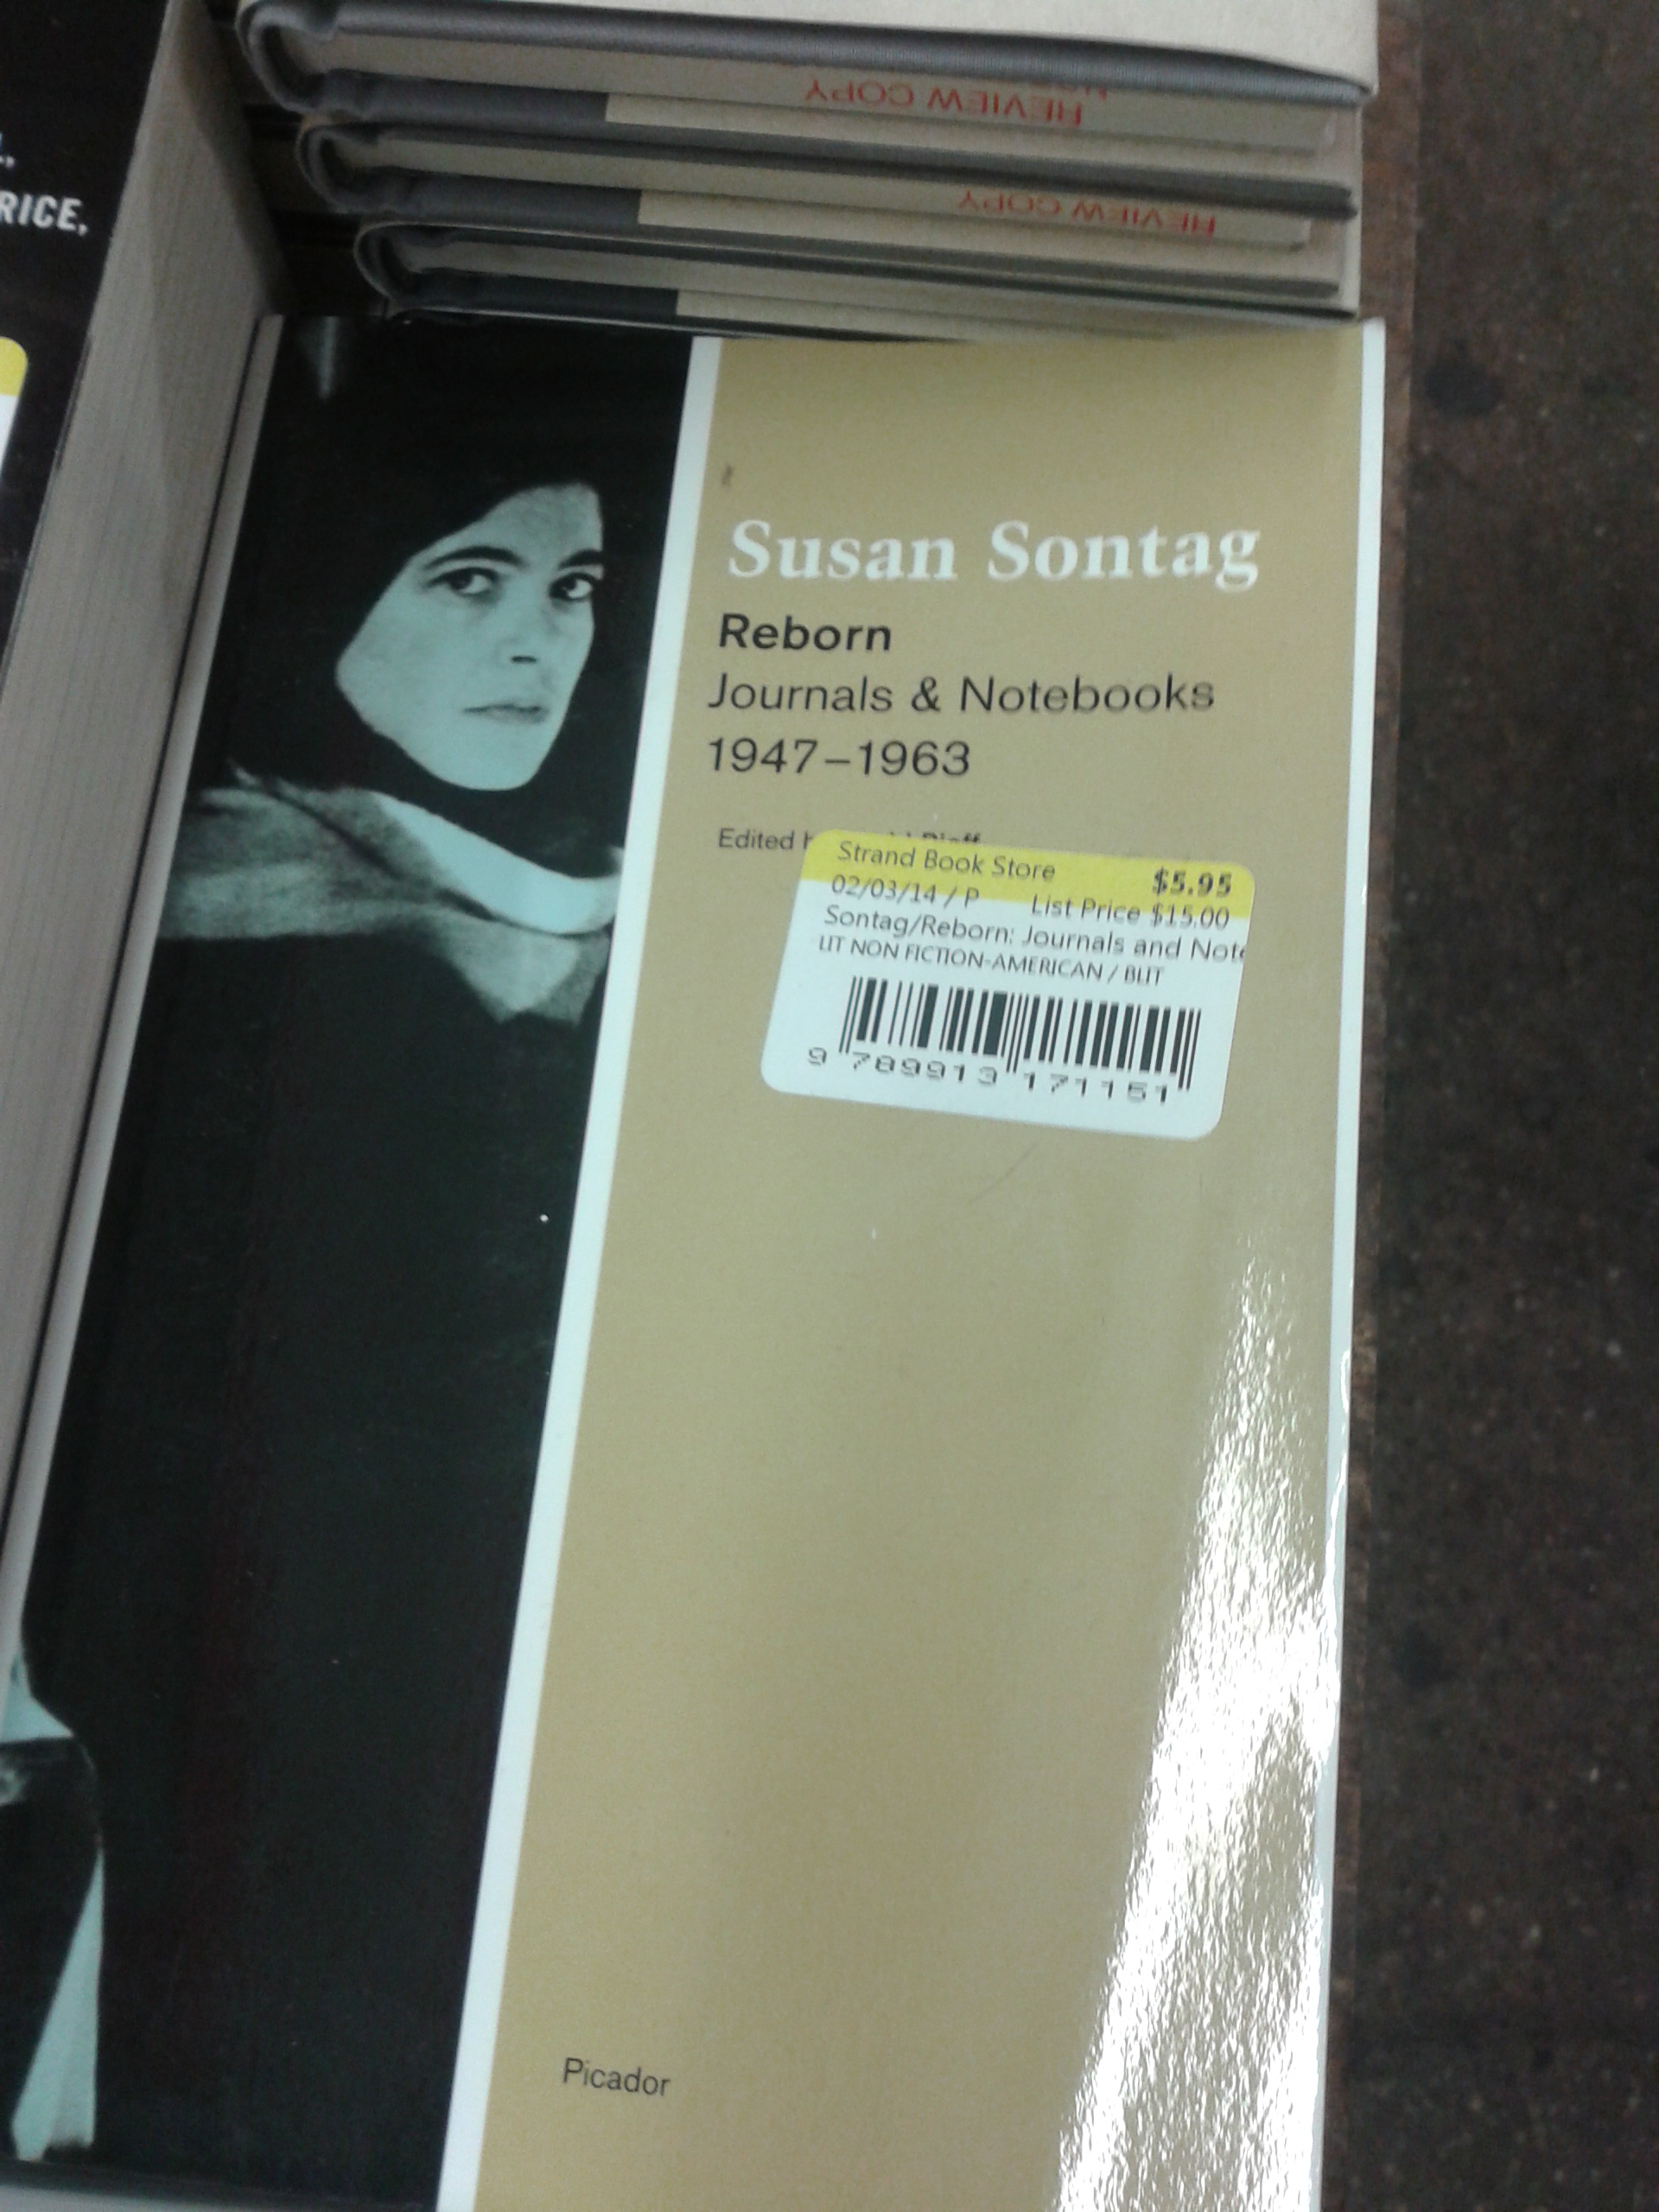 RICE,
REVIEW COPY
REVIEW COPY
Susan Sontag
Reborn
Journals & Notebooks
1947–1963
Edited
Strand Book Store $5.95
02/03/14 / P List Price $15.00
Sontag/Reborn: Journals and Note
LIT NON FICTION-AMERICAN / BLIT
9 789913 171151
Picador